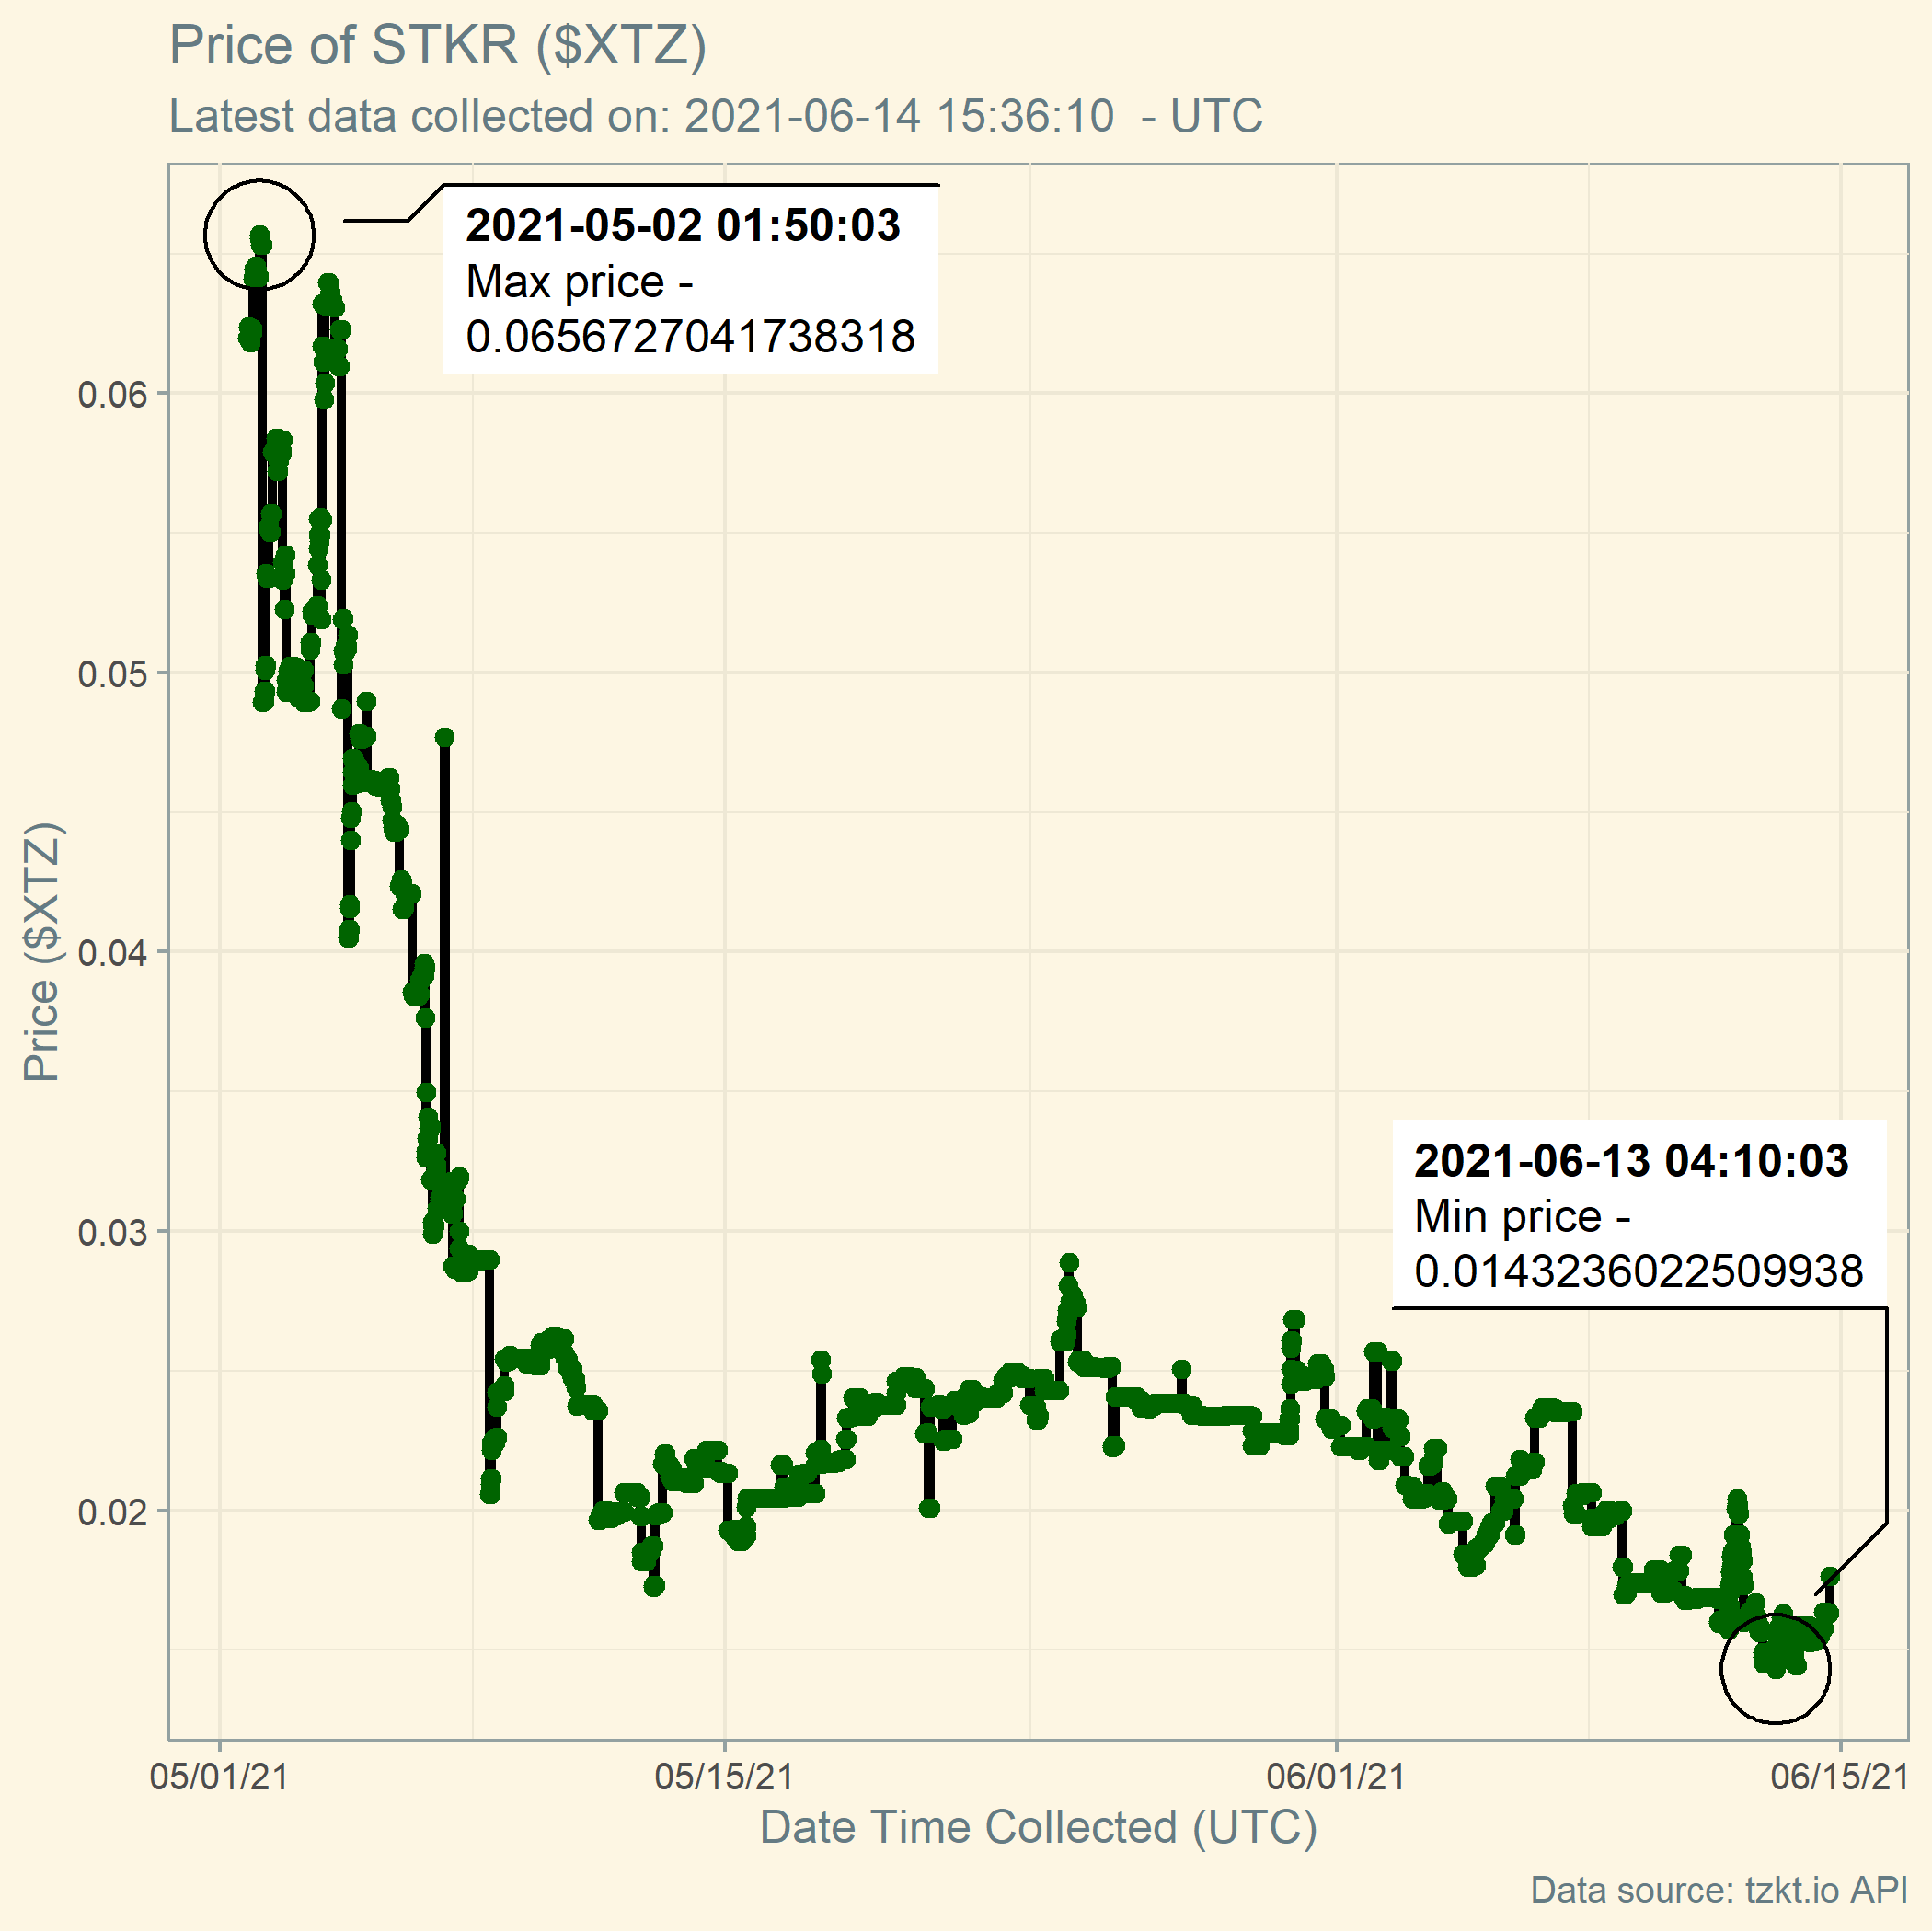 Price of STKR ($XTZ)
Latest data collected on: 2021-06-14 15:36:10  - UTC
2021-05-02 01:50:03
Max price -
0.0656727041738318
0.06
0.05
0.04
0.03
0.02
Price ($XTZ)
2021-06-13 04:10:03
Min price -
0.0143236022509938
05/01/21
05/15/21
06/01/21
06/15/21
Date Time Collected (UTC)
Data source: tzkt.io API